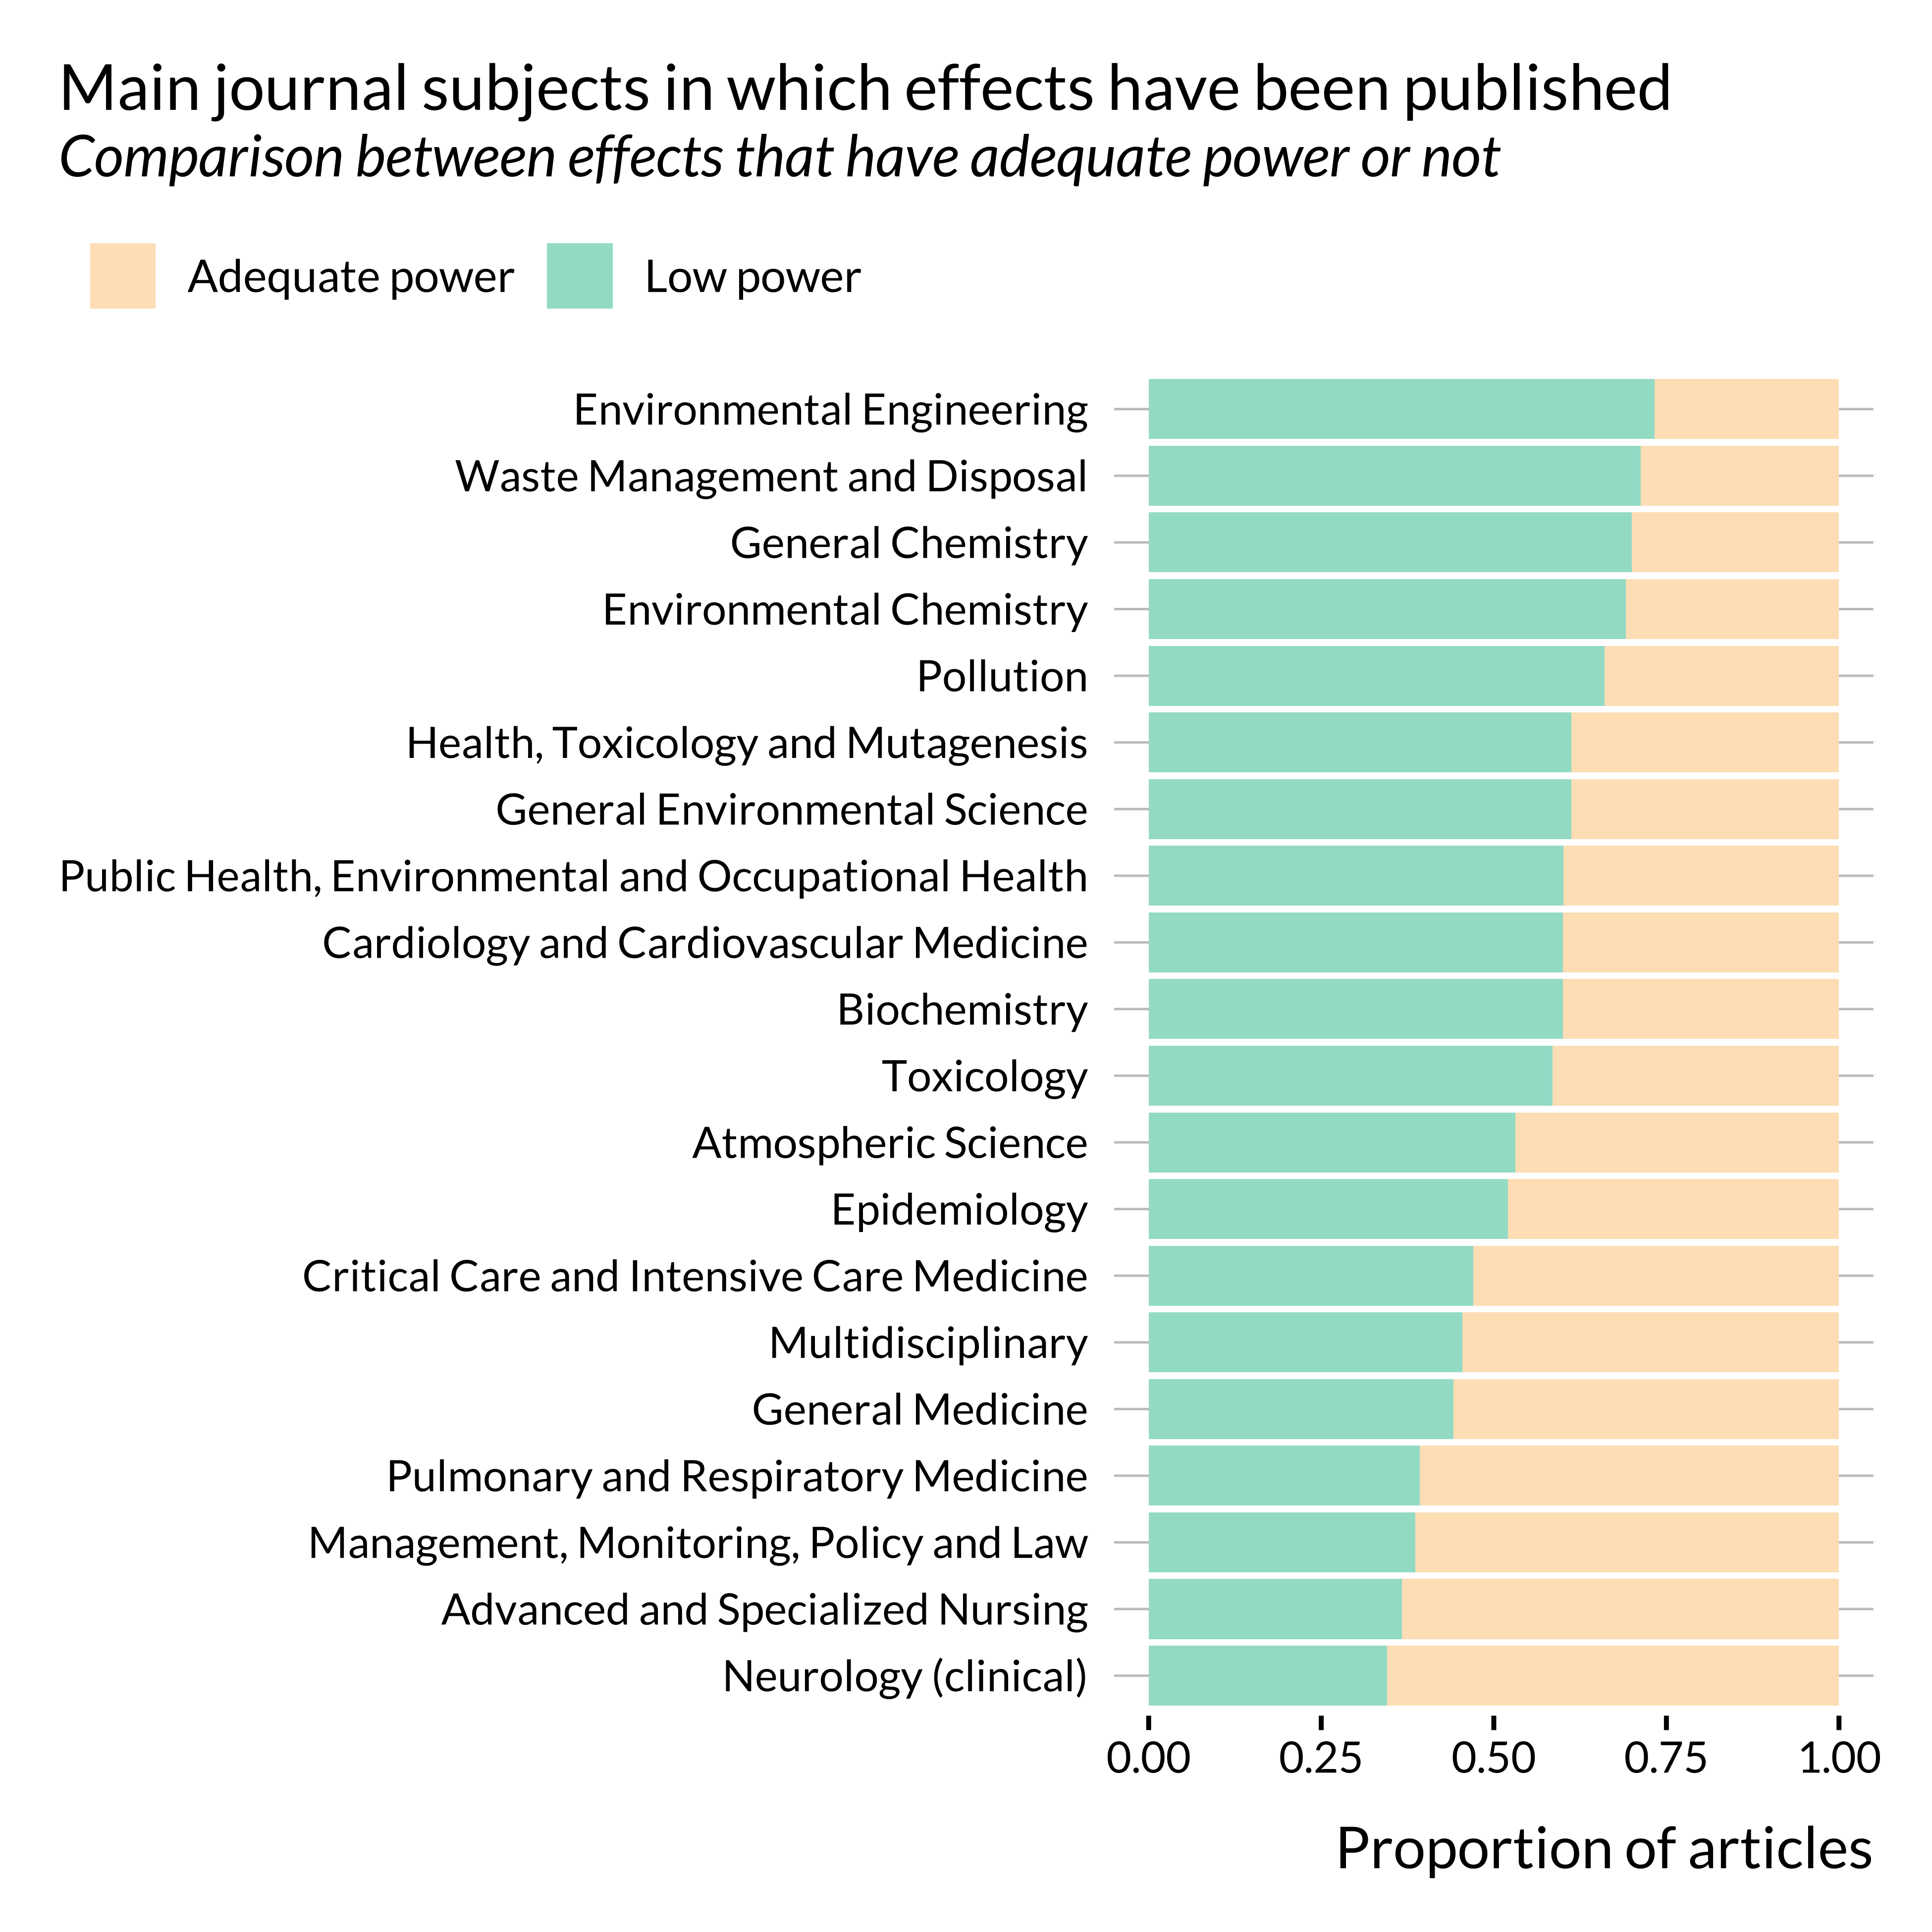 Main journal subjects in which effects have been published
Comparison between effects that have adequate power or not
Adequate power
Low power
Environmental Engineering
Waste Management and Disposal
General Chemistry
Environmental Chemistry
Pollution
Health, Toxicology and Mutagenesis
General Environmental Science
Public Health, Environmental and Occupational Health
Cardiology and Cardiovascular Medicine
Biochemistry
Toxicology
Atmospheric Science
Epidemiology
Critical Care and Intensive Care Medicine
Multidisciplinary
General Medicine
Pulmonary and Respiratory Medicine
Management, Monitoring, Policy and Law
Advanced and Specialized Nursing
Neurology (clinical)
0.00 0.25 0.50 0.75 1.00
Proportion of articles